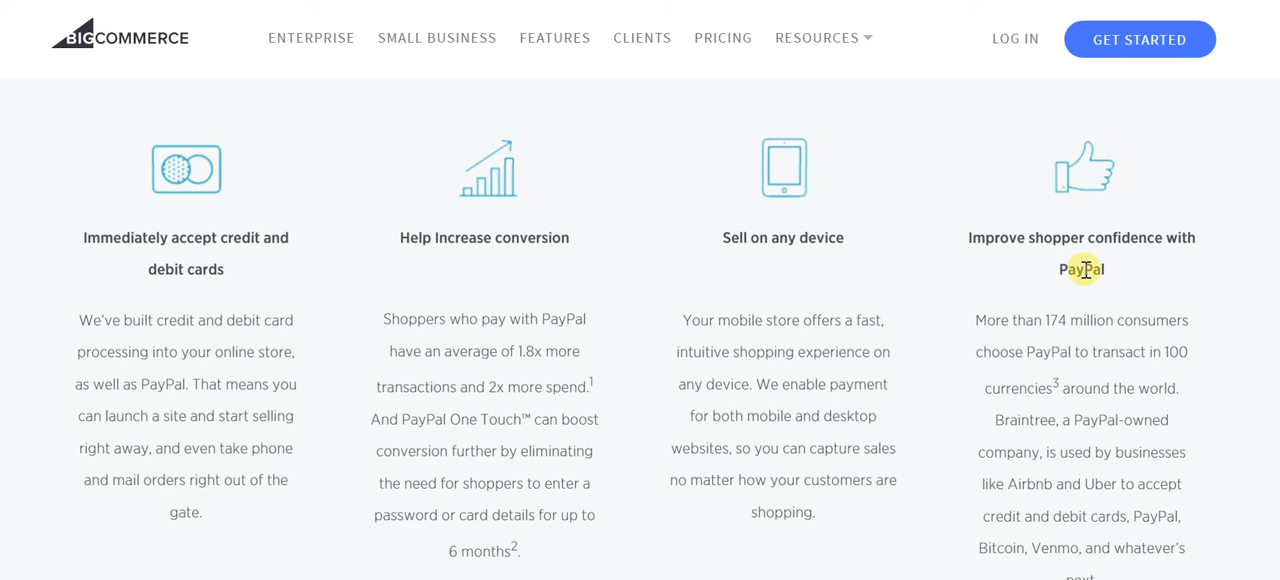 BIGCOMMERCE
ENTERPRISE SMALL BUSINESS FEATURES CLIENTS PRICING RESOURCES LOG IN GET STARTED
Immediately accept credit and
debit cards
We've built credit and debit card
processing into your online store,
as well as PayPal. That means you
can launch a site and start selling
right away, and even take phone
and mail orders right out of the
gate.
Help Increase conversion
Shoppers who pay with PayPal
have an average of 1.8x more
transactions and 2x more spend.1
And PayPal One Touch™ can boost
conversion further by eliminating
the need for shoppers to enter a
password or card details for up to
6 months2.
Sell on any device
Your mobile store offers a fast,
intuitive shopping experience on
any device. We enable payment
for both mobile and desktop
websites, so you can capture sales
no matter how your customers are
shopping.
Improve shopper confidence with
PayPal
More than 174 million consumers
choose PayPal to transact in 100
currencies3 around the world.
Braintree, a PayPal-owned
company, is used by businesses
like Airbnb and Uber to accept
credit and debit cards, PayPal,
Bitcoin, Venmo, and whatever's
next